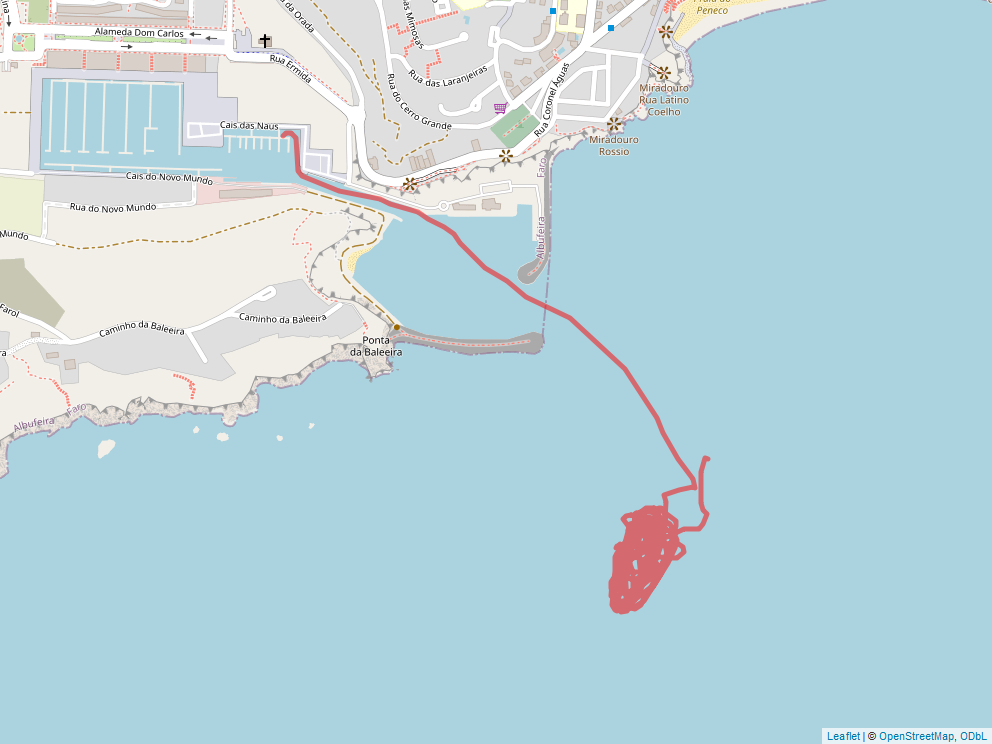 Alameda Dom Carlos
da Orada
as Mimosas
Praia do
Peneco
Rua Ermida
Rua das Laranjeiras
Rua do Cerro Grande
Rua Coronel Águas
Miradouro
Rua Latino
Coelho
Miradouro
Rossio
Cais das Naus
Cais do Novo Mundo
Rua do Novo Mundo
Mundo
Faro
Albufeira
Farol
Caminho da Baleeira
Caminho da Baleeira
Ponta
da Baleeira
Albufeira
Faro
Leaflet | © OpenStreetMap, ODbL